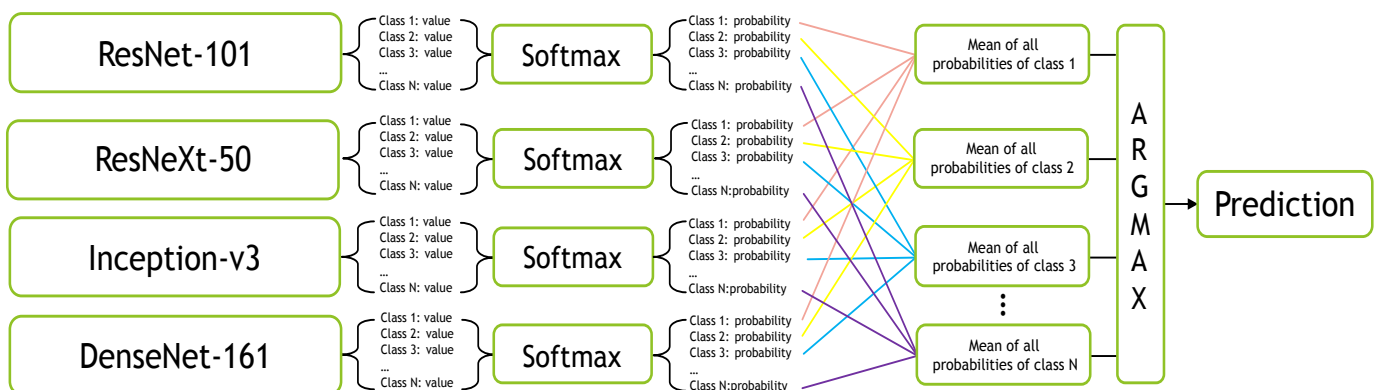 ResNet-101
Class 1: value
Class 2: value
Class 3: value
...
Class N: value
Softmax
Class 1: probability
Class 2: probability
Class 3: probability
...
Class N: probability
Mean of all
probabilities of class 1
ResNeXt-50
Class 1: value
Class 2: value
Class 3: value
...
Class N: value
Softmax
Class 1: probability
Class 2: probability
Class 3: probability
...
Class N:probability
Mean of all
probabilities of class 2
Inception-v3
Class 1: value
Class 2: value
Class 3: value
...
Class N: value
Softmax
Class 1: probability
Class 2: probability
Class 3: probability
...
Class N:probability
Mean of all
probabilities of class 3
DenseNet-161
Class 1: value
Class 2: value
Class 3: value
...
Class N: value
Softmax
Class 1: probability
Class 2: probability
Class 3: probability
...
Class N:probability
Mean of all
probabilities of class N
A
R
G
M
A
X
Prediction